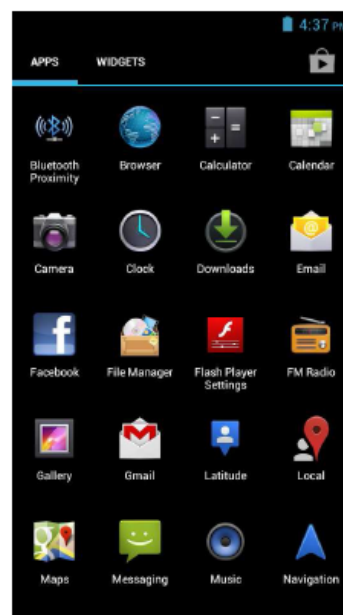 4:37 PM
APPS WIDGETS
Bluetooth Proximity Browser Calculator Calendar
Camera Clock Downloads Email
Facebook File Manager Flash Player Settings FM Radio
Gallery Gmail Latitude Local
Maps Messaging Music Navigation